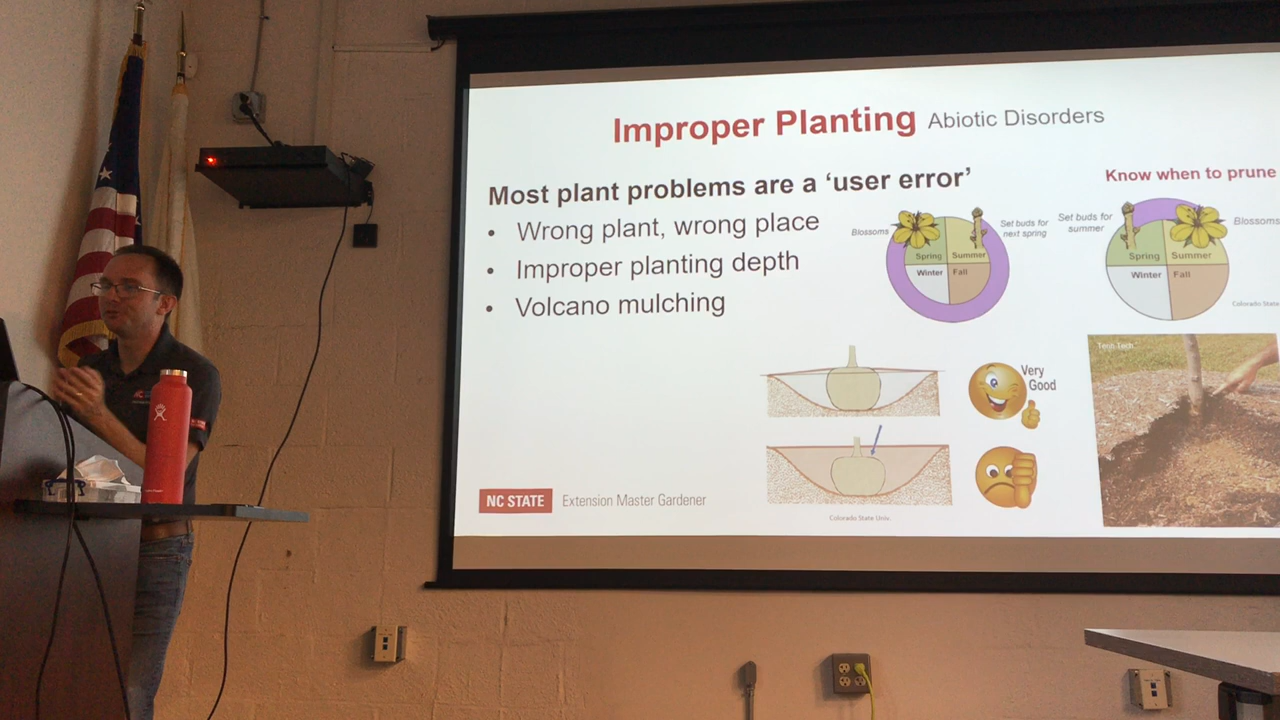 Improper Planting Abiotic Disorders
Most plant problems are a ‘user error’
• Wrong plant, wrong place
• Improper planting depth
• Volcano mulching
Know when to prune
Blossoms
Set buds for
next spring
Spring
Summer
Winter
Fall
Set buds for
summer
Blossoms
Spring
Summer
Winter
Fall
Colorado State
Very
Good
Colorado State Univ.
Tenn Tech
NC STATE Extension Master Gardener